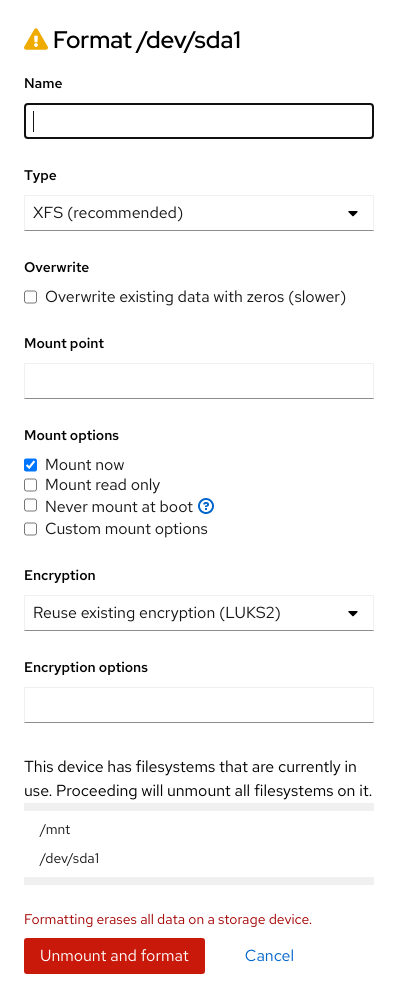 Format /dev/sda1
Name
Type
XFS (recommended)
Overwrite
Overwrite existing data with zeros (slower)
Mount point
Mount options
Mount now
Mount read only
Never mount at boot
Custom mount options
Encryption
Reuse existing encryption (LUKS2)
Encryption options
This device has filesystems that are currently in
use. Proceeding will unmount all filesystems on it.
/mnt
/dev/sda1
Formatting erases all data on a storage device.
Unmount and format Cancel